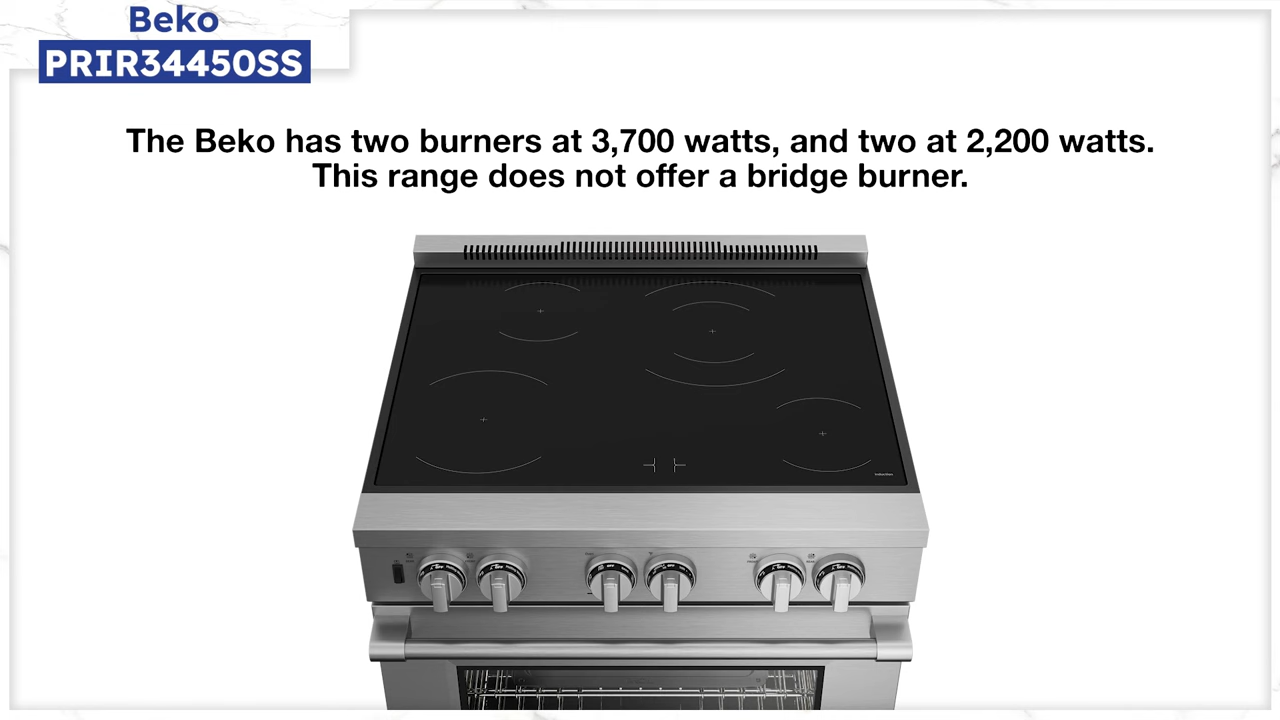 Beko
PRIR34450SS
The Beko has two burners at 3,700 watts, and two at 2,200 watts.
This range does not offer a bridge burner.